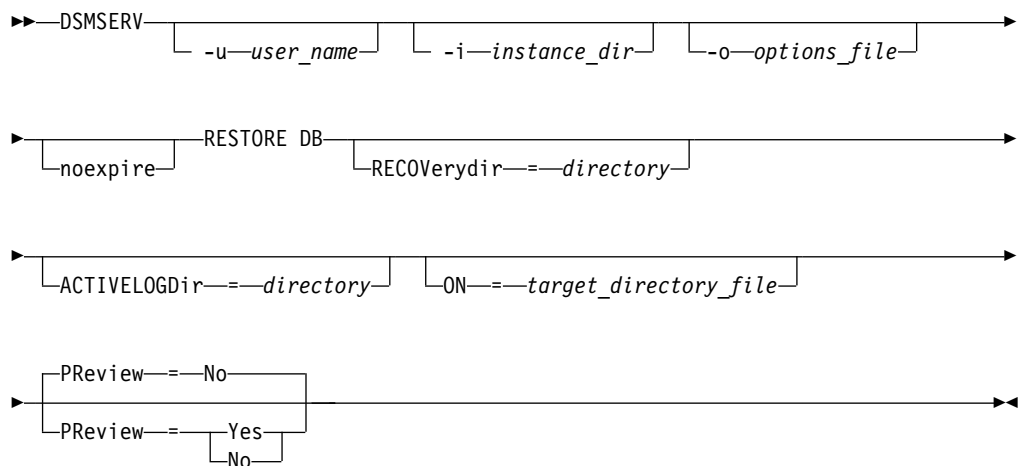 DSMSERV
-u user_name -i instance_dir -o options_file
noexpire RESTORE DB RECOVerydir = directory
ACTIVELOGDir = directory ON = target_directory_file
PReview = No
PReview = Yes
No